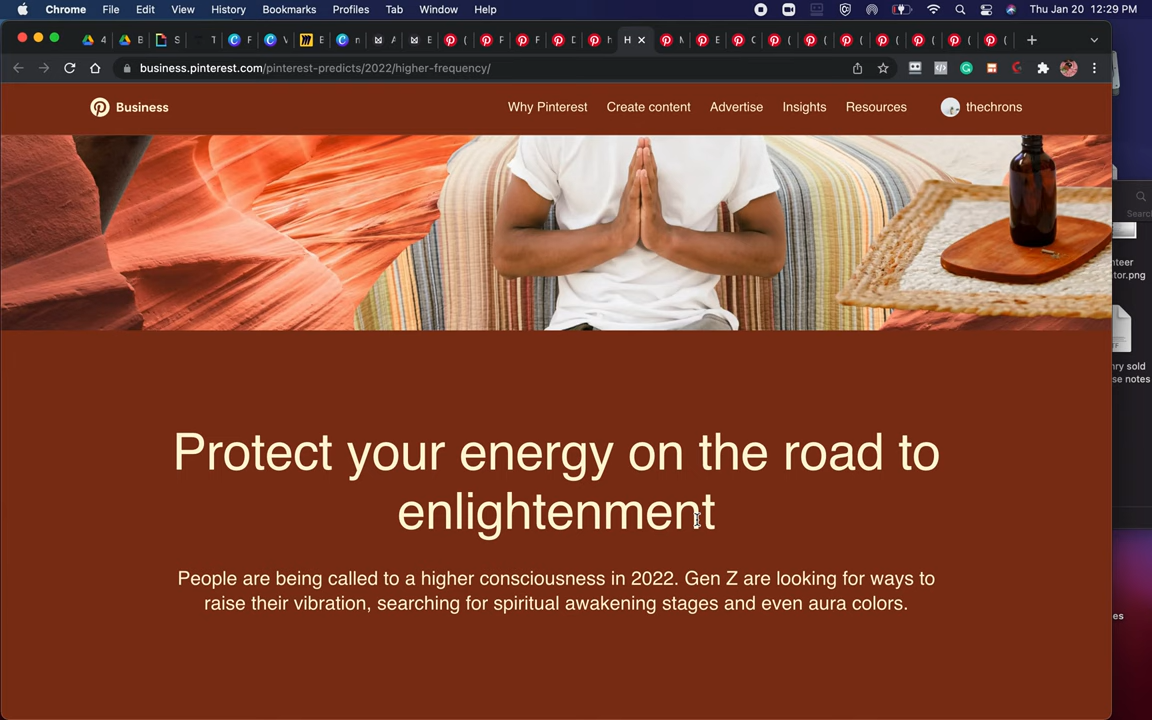 Chrome File Edit View History Bookmarks Profiles Tab Window Help Thu Jan 20 12:29 PM
business.pinterest.com/pinterest-predicts/2022/higher-frequency/
Business Why Pinterest Create content Advertise Insights Resources thechrons
Protect your energy on the road to
enlightenment
People are being called to a higher consciousness in 2022. Gen Z are looking for ways to
raise their vibration, searching for spiritual awakening stages and even aura colors.